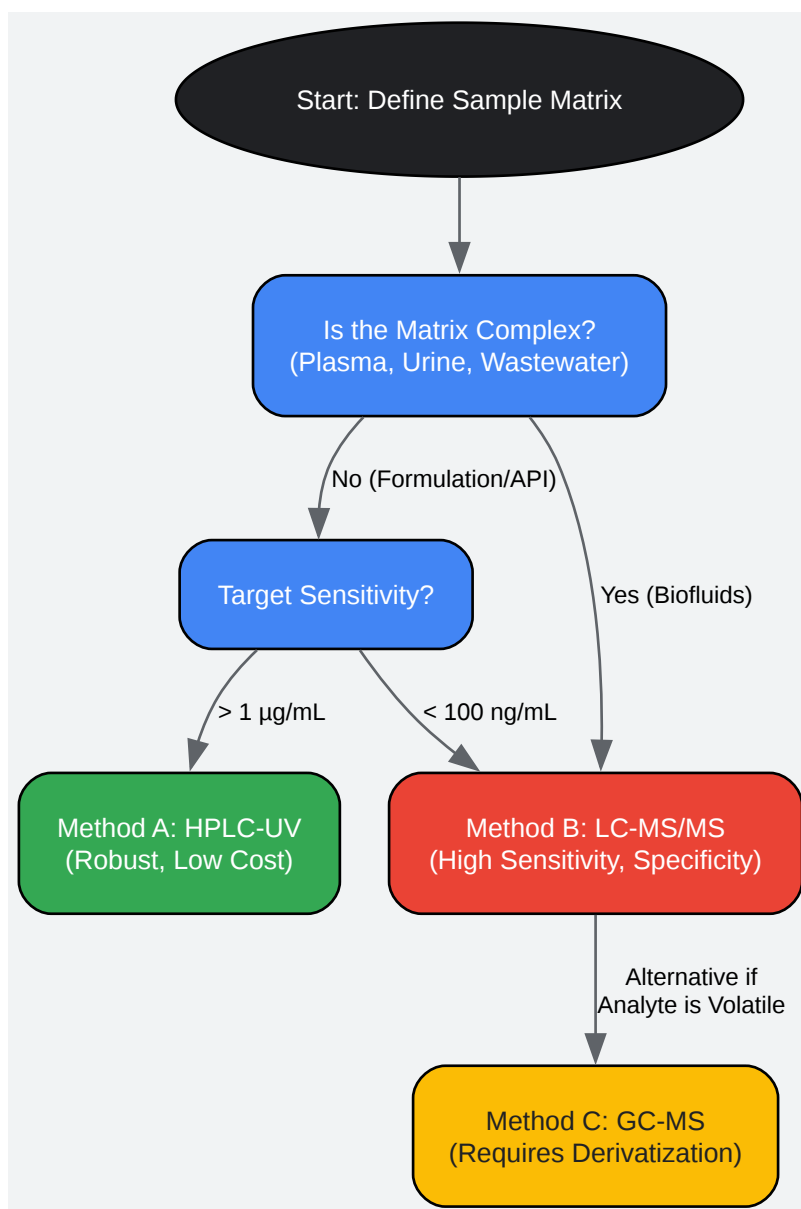 Start: Define Sample Matrix
Is the Matrix Complex?
(Plasma, Urine, Wastewater)
No (Formulation/API)
Target Sensitivity?
Yes (Biofluids)
> 1 µg/mL
< 100 ng/mL
Method A: HPLC-UV
(Robust, Low Cost)
Method B: LC-MS/MS
(High Sensitivity, Specificity)
Alternative if
Analyte is Volatile
Method C: GC-MS
(Requires Derivatization)